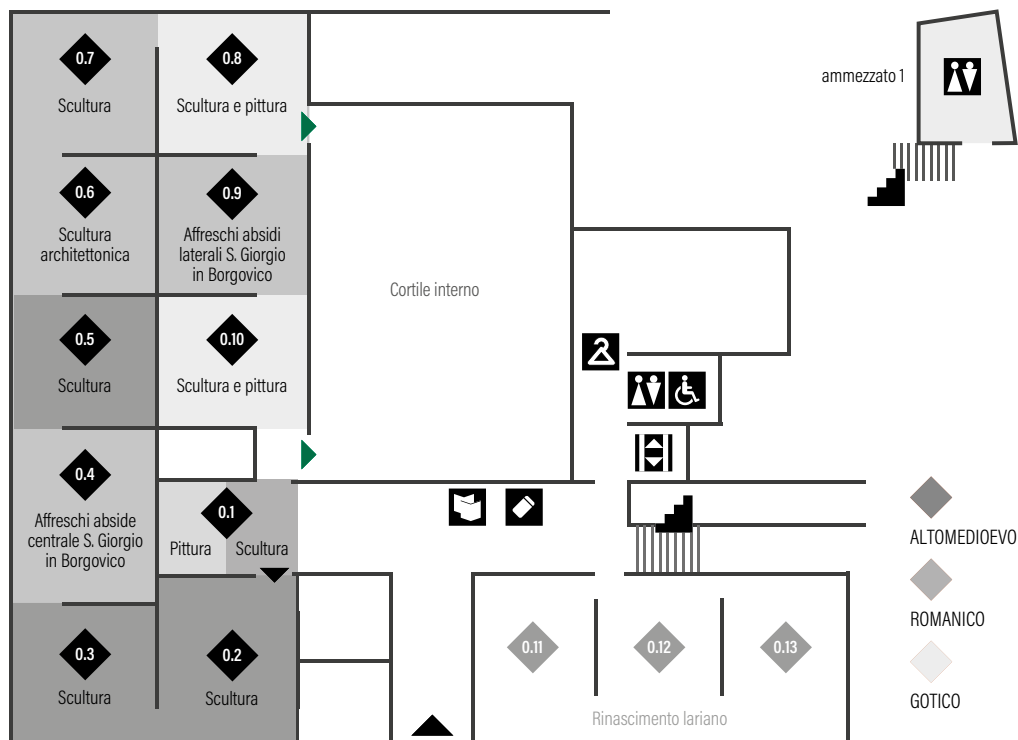 0.7
Scultura
0.8
Scultura e pittura
ammezzato 1
0.6
Scultura
architettonica
0.9
Affreschi absidi
laterali S. Giorgio
in Borgovico
Cortile interno
0.5
Scultura
0.10
Scultura e pittura
0.4
Affreschi abside
centrale S. Giorgio
in Borgovico
0.1
Pittura
Scultura
0.3
Scultura
0.2
Scultura
0.11
0.12
0.13
Rinascimento lariano
ALTOMEDIOEVO
ROMANICO
GOTICO